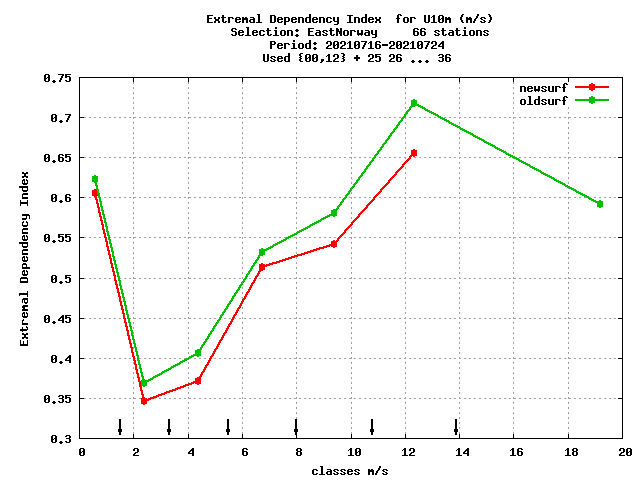 Extremal Dependency Index  for U10m (m/s)
Selection: EastNorway     66 stations
Period: 20210716-20210724
Used {00,12} + 25 26 ... 36
newsurf
oldsurf
0.75
0.7
0.65
0.6
0.55
0.5
0.45
0.4
0.35
0.3
Extremal Dependency Index
0 2 4 6 8 10 12 14 16 18 20
classes m/s